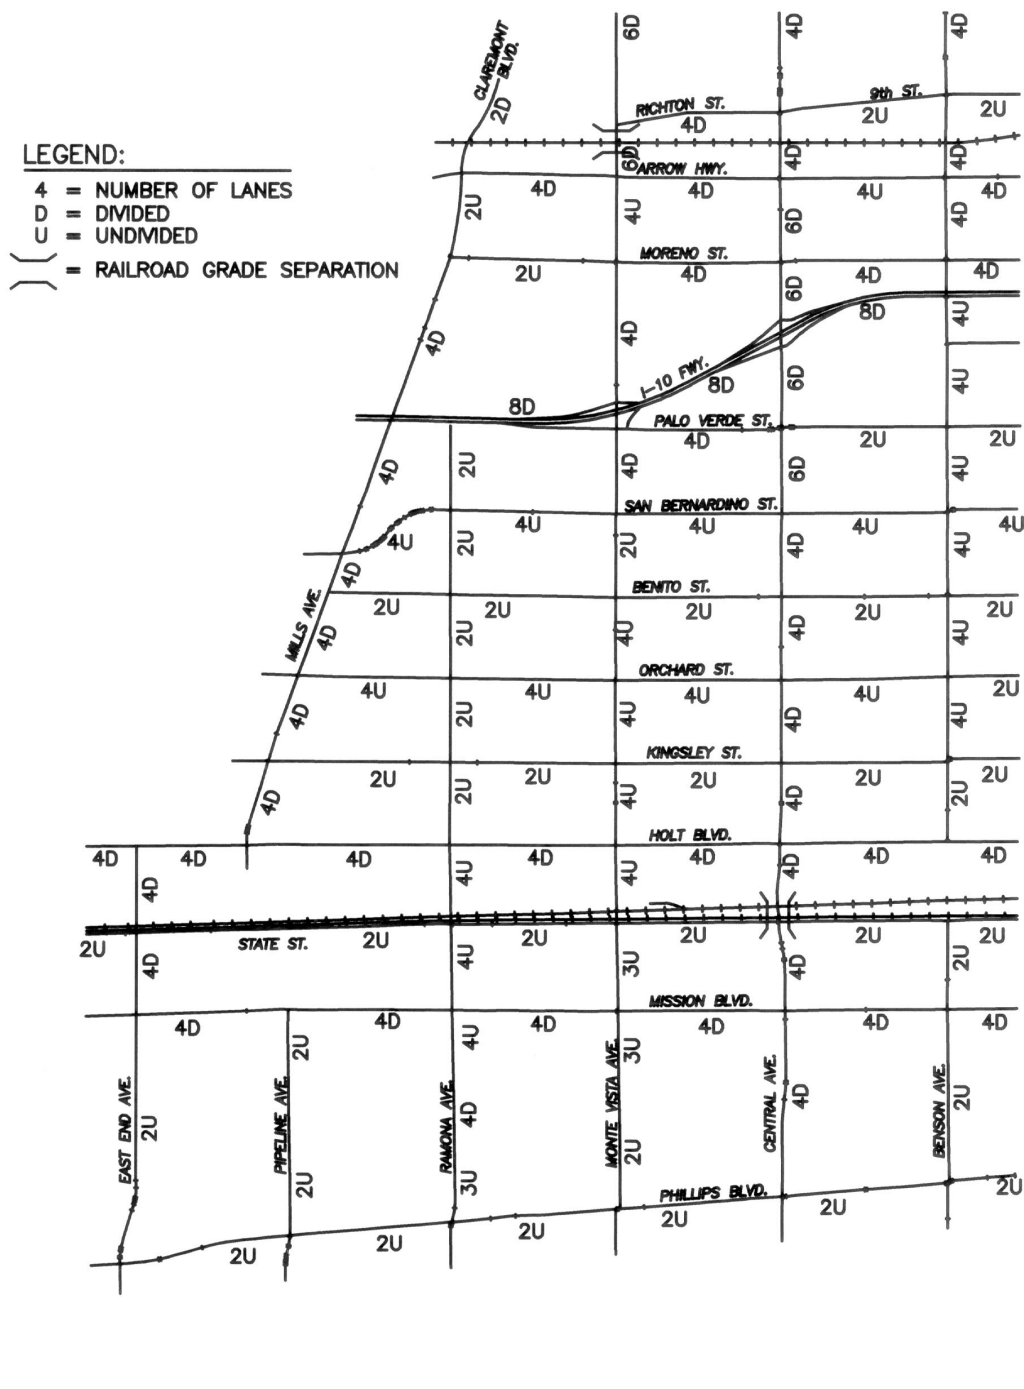 CLAREMONT
BLVD.
2D
6D
4D
4D
RICHTON ST.
4D
9th ST.
2U
2U
LEGEND:
4 = NUMBER OF LANES
D = DIVIDED
U = UNDIVIDED
= RAILROAD GRADE SEPARATION
6D
4D
4D
ARROW HWY.
4D
4D
4U
4D
2U
4U
6D
4D
MORENO ST.
2U
4D
4D
4D
6D
4U
4D
4D
8D
I-10 FWY.
8D
8D
6D
4U
PALO VERDE ST.
4D
2U
2U
4D
2U
4D
6D
4U
SAN BERNARDINO ST.
4U
4U
4U
4U
4U
4D
2U
2U
4D
4U
BENITO ST.
2U
2U
2U
2U
2U
MILLS AVE.
4D
2U
4U
4D
4U
ORCHARD ST.
4U
4U
4U
4U
2U
4D
2U
4U
4D
4U
KINGSLEY ST.
2U
2U
2U
2U
2U
4D
2U
4U
4D
2U
HOLT BLVD.
4D
4D
4D
4D
4D
4D
4D
4D
4U
4U
4D
2U
STATE ST.
2U
2U
2U
2U
2U
4D
4U
3U
4D
2U
MISSION BLVD.
4D
4D
4D
4D
4D
4D
2U
4U
3U
EAST END AVE.
2U
PIPELINE AVE.
2U
RAMONA AVE.
4D
3U
MONTE VISTA AVE.
2U
CENTRAL AVE.
4D
BENSON AVE.
2U
PHILLIPS BLVD.
2U
2U
2U
2U
2U
2U